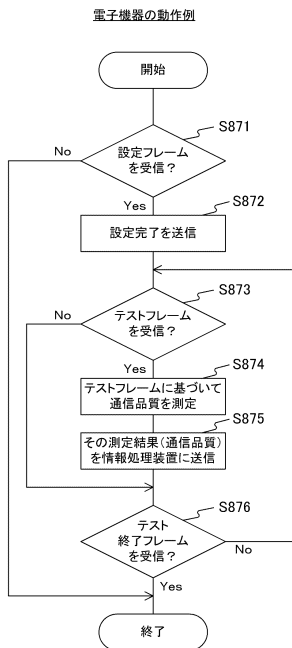 電子機器の動作例
開始
S871
設定フレーム
を受信？
No
Yes
S872
設定完了を送信
S873
テストフレーム
を受信？
No
Yes
S874
テストフレームに基づいて
通信品質を測定
S875
その測定結果(通信品質)
を情報処理装置に送信
S876
テスト
終了フレーム
を受信？
No
Yes
終了